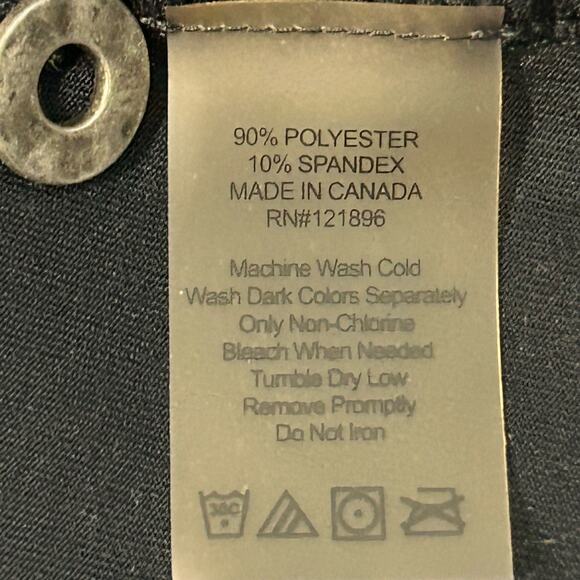 90% POLYESTER
10% SPANDEX
MADE IN CANADA
RN#121896
Machine Wash Cold
Wash Dark Colors Separately
Only Non-Chlorine
Bleach When Needed
Tumble Dry Low
Remove Promptly
Do Not Iron
30C